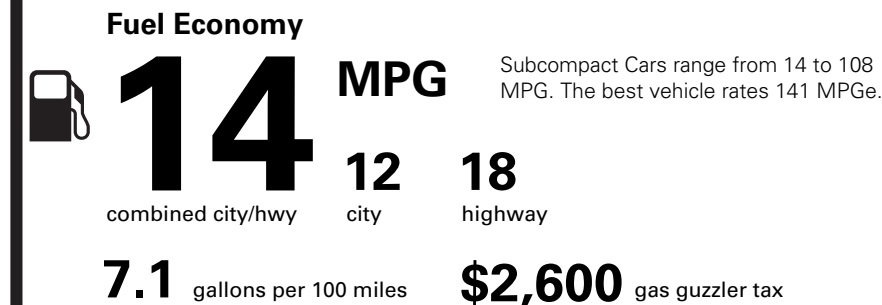 Fuel Economy
14 MPG
Subcompact Cars range from 14 to 108
MPG. The best vehicle rates 141 MPGe.
12 18
combined city/hwy city highway
7.1 gallons per 100 miles $2,600 gas guzzler tax